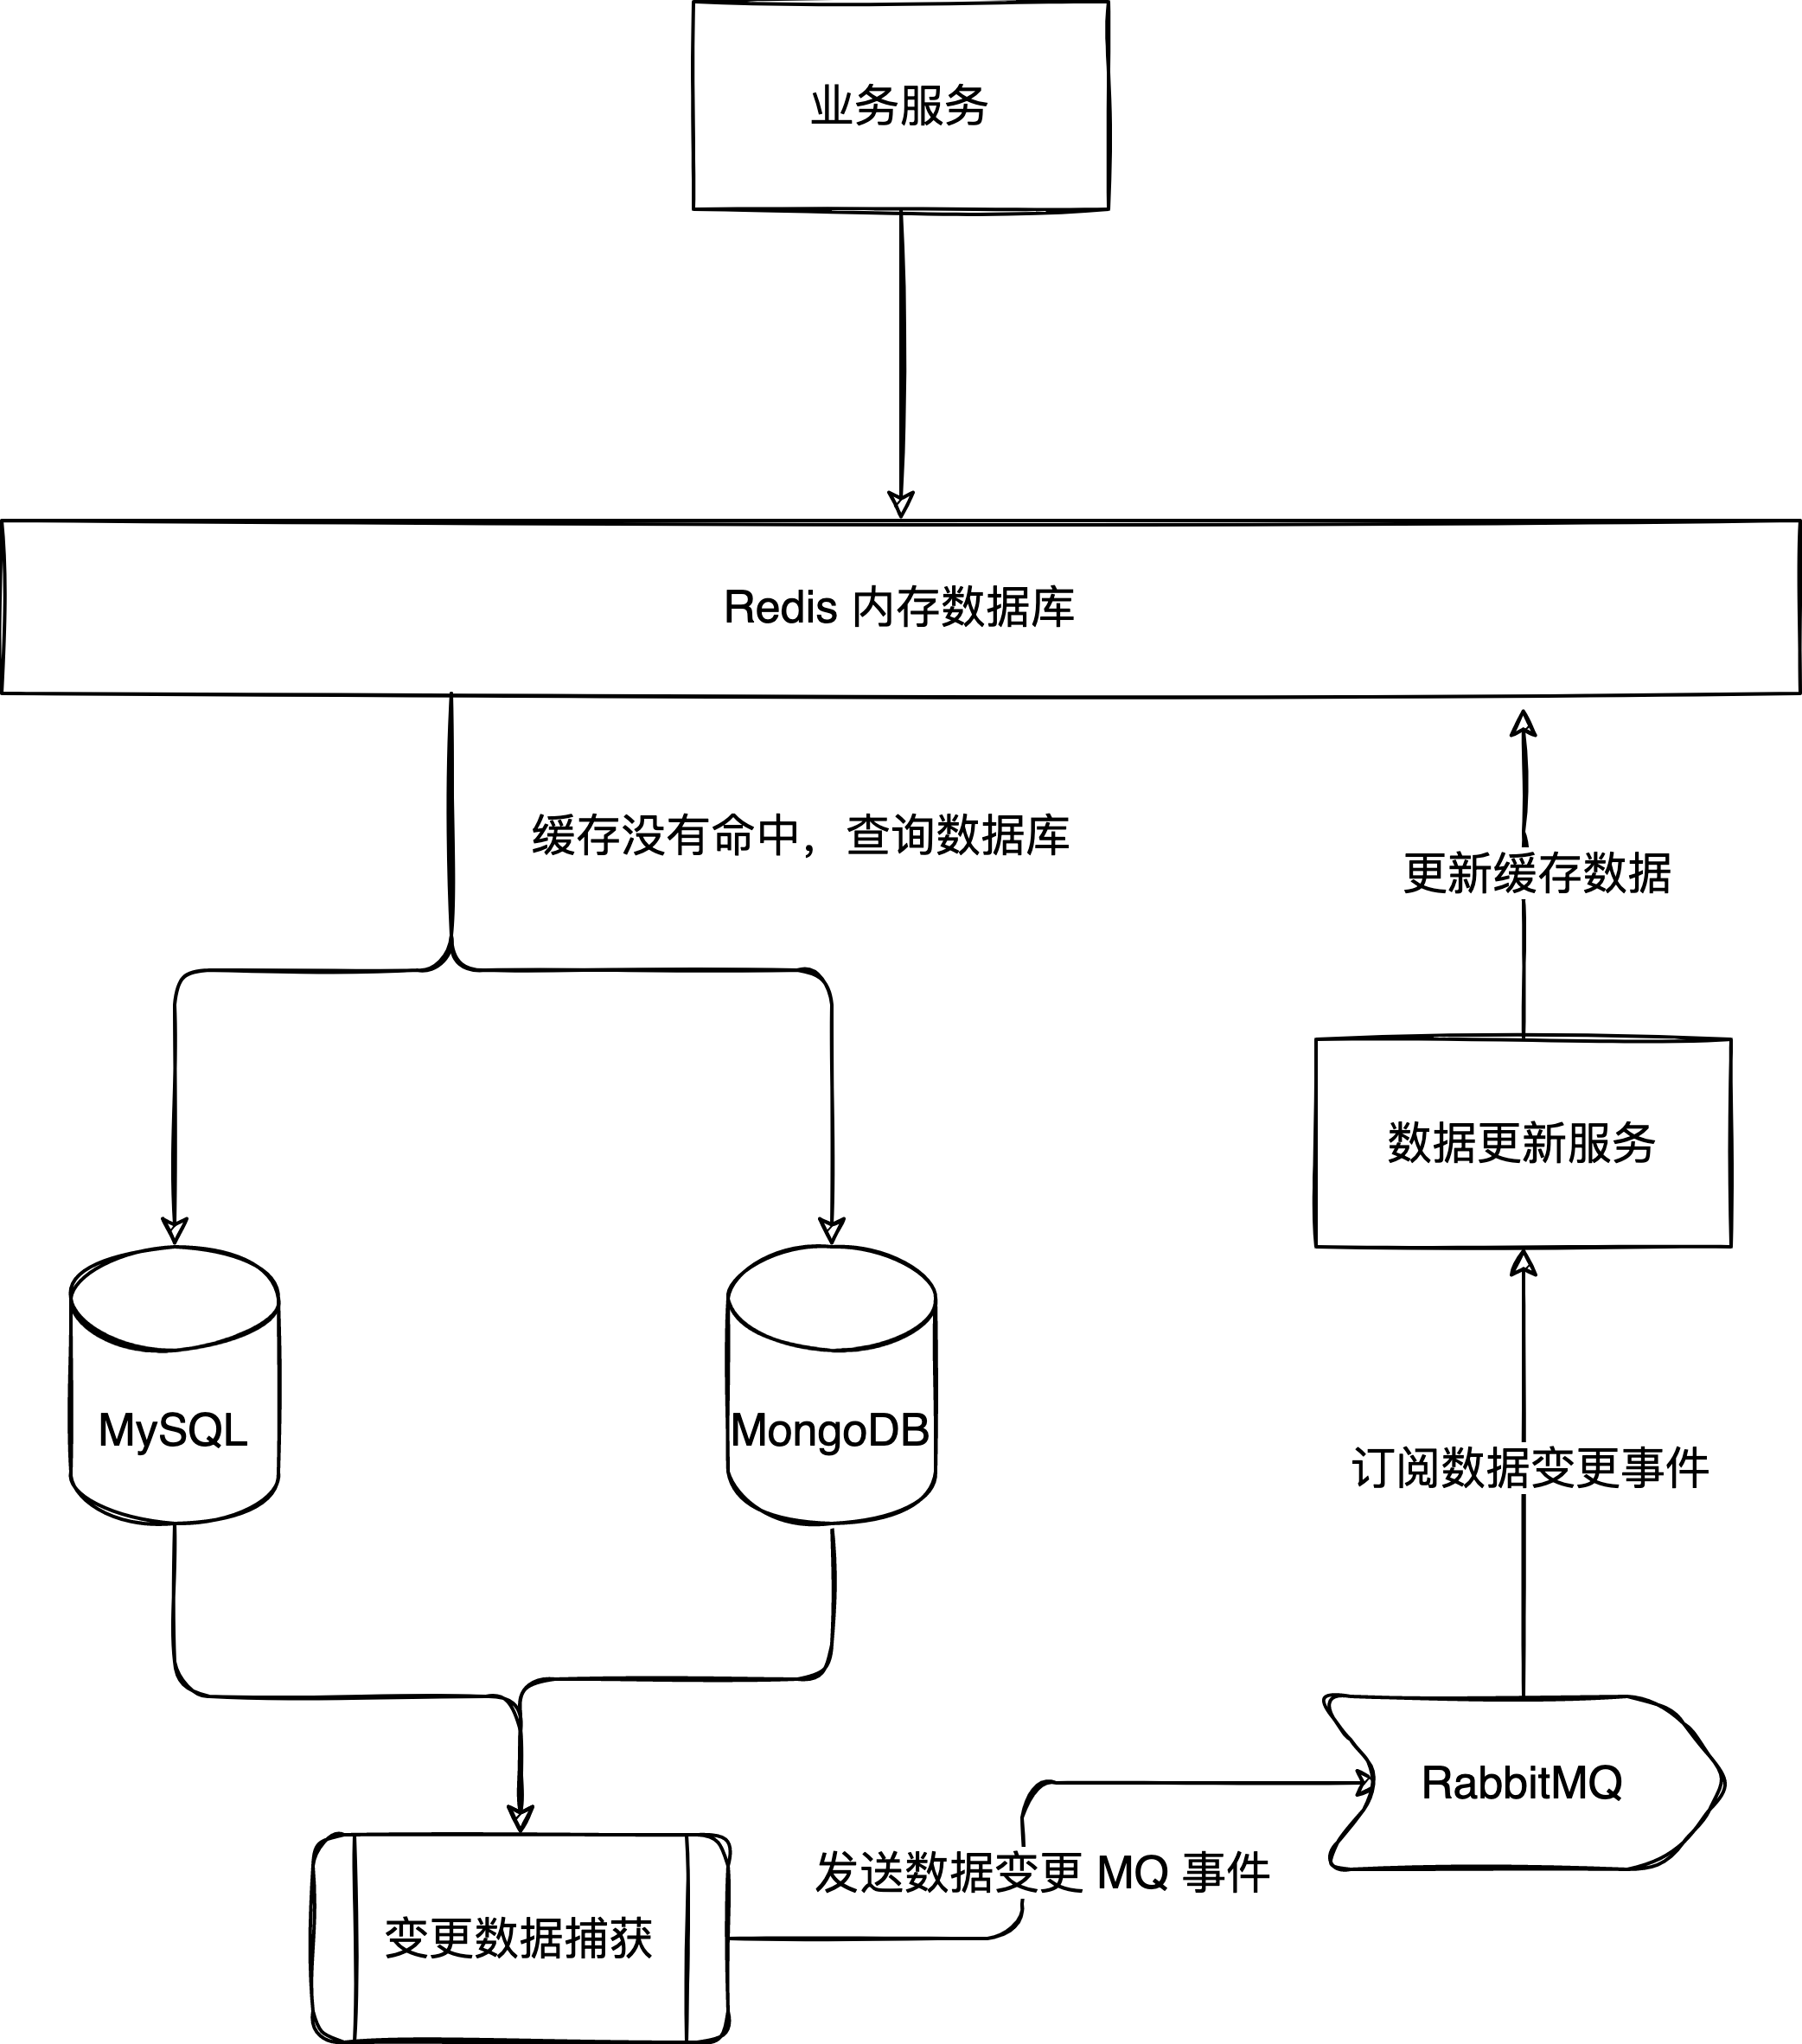 业务服务
Redis 内存数据库
缓存没有命中，查询数据库
更新缓存数据
数据更新服务
MySQL
MongoDB
订阅数据变更事件
RabbitMQ
发送数据变更 MQ 事件
变更数据捕获